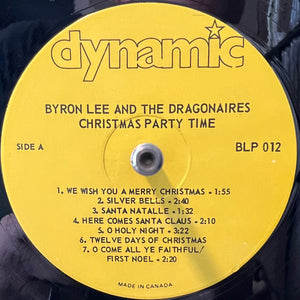 dynamic
BYRON LEE AND THE DRAGONAIRES
CHRISTMAS PARTY TIME
SIDE A
BLP 012
1. WE WISH YOU A MERRY CHRISTMAS • 1:55
2. SILVER BELLS • 2:40
3. SANTA NATALLE • 1:32
4. HERE COMES SANTA CLAUS • 2:10
5. O HOLY NIGHT • 3:22
6. TWELVE DAYS OF CHRISTMAS
7. O COME ALL YE FAITHFUL/
FIRST NOEL • 2:20
MADE IN CANADA